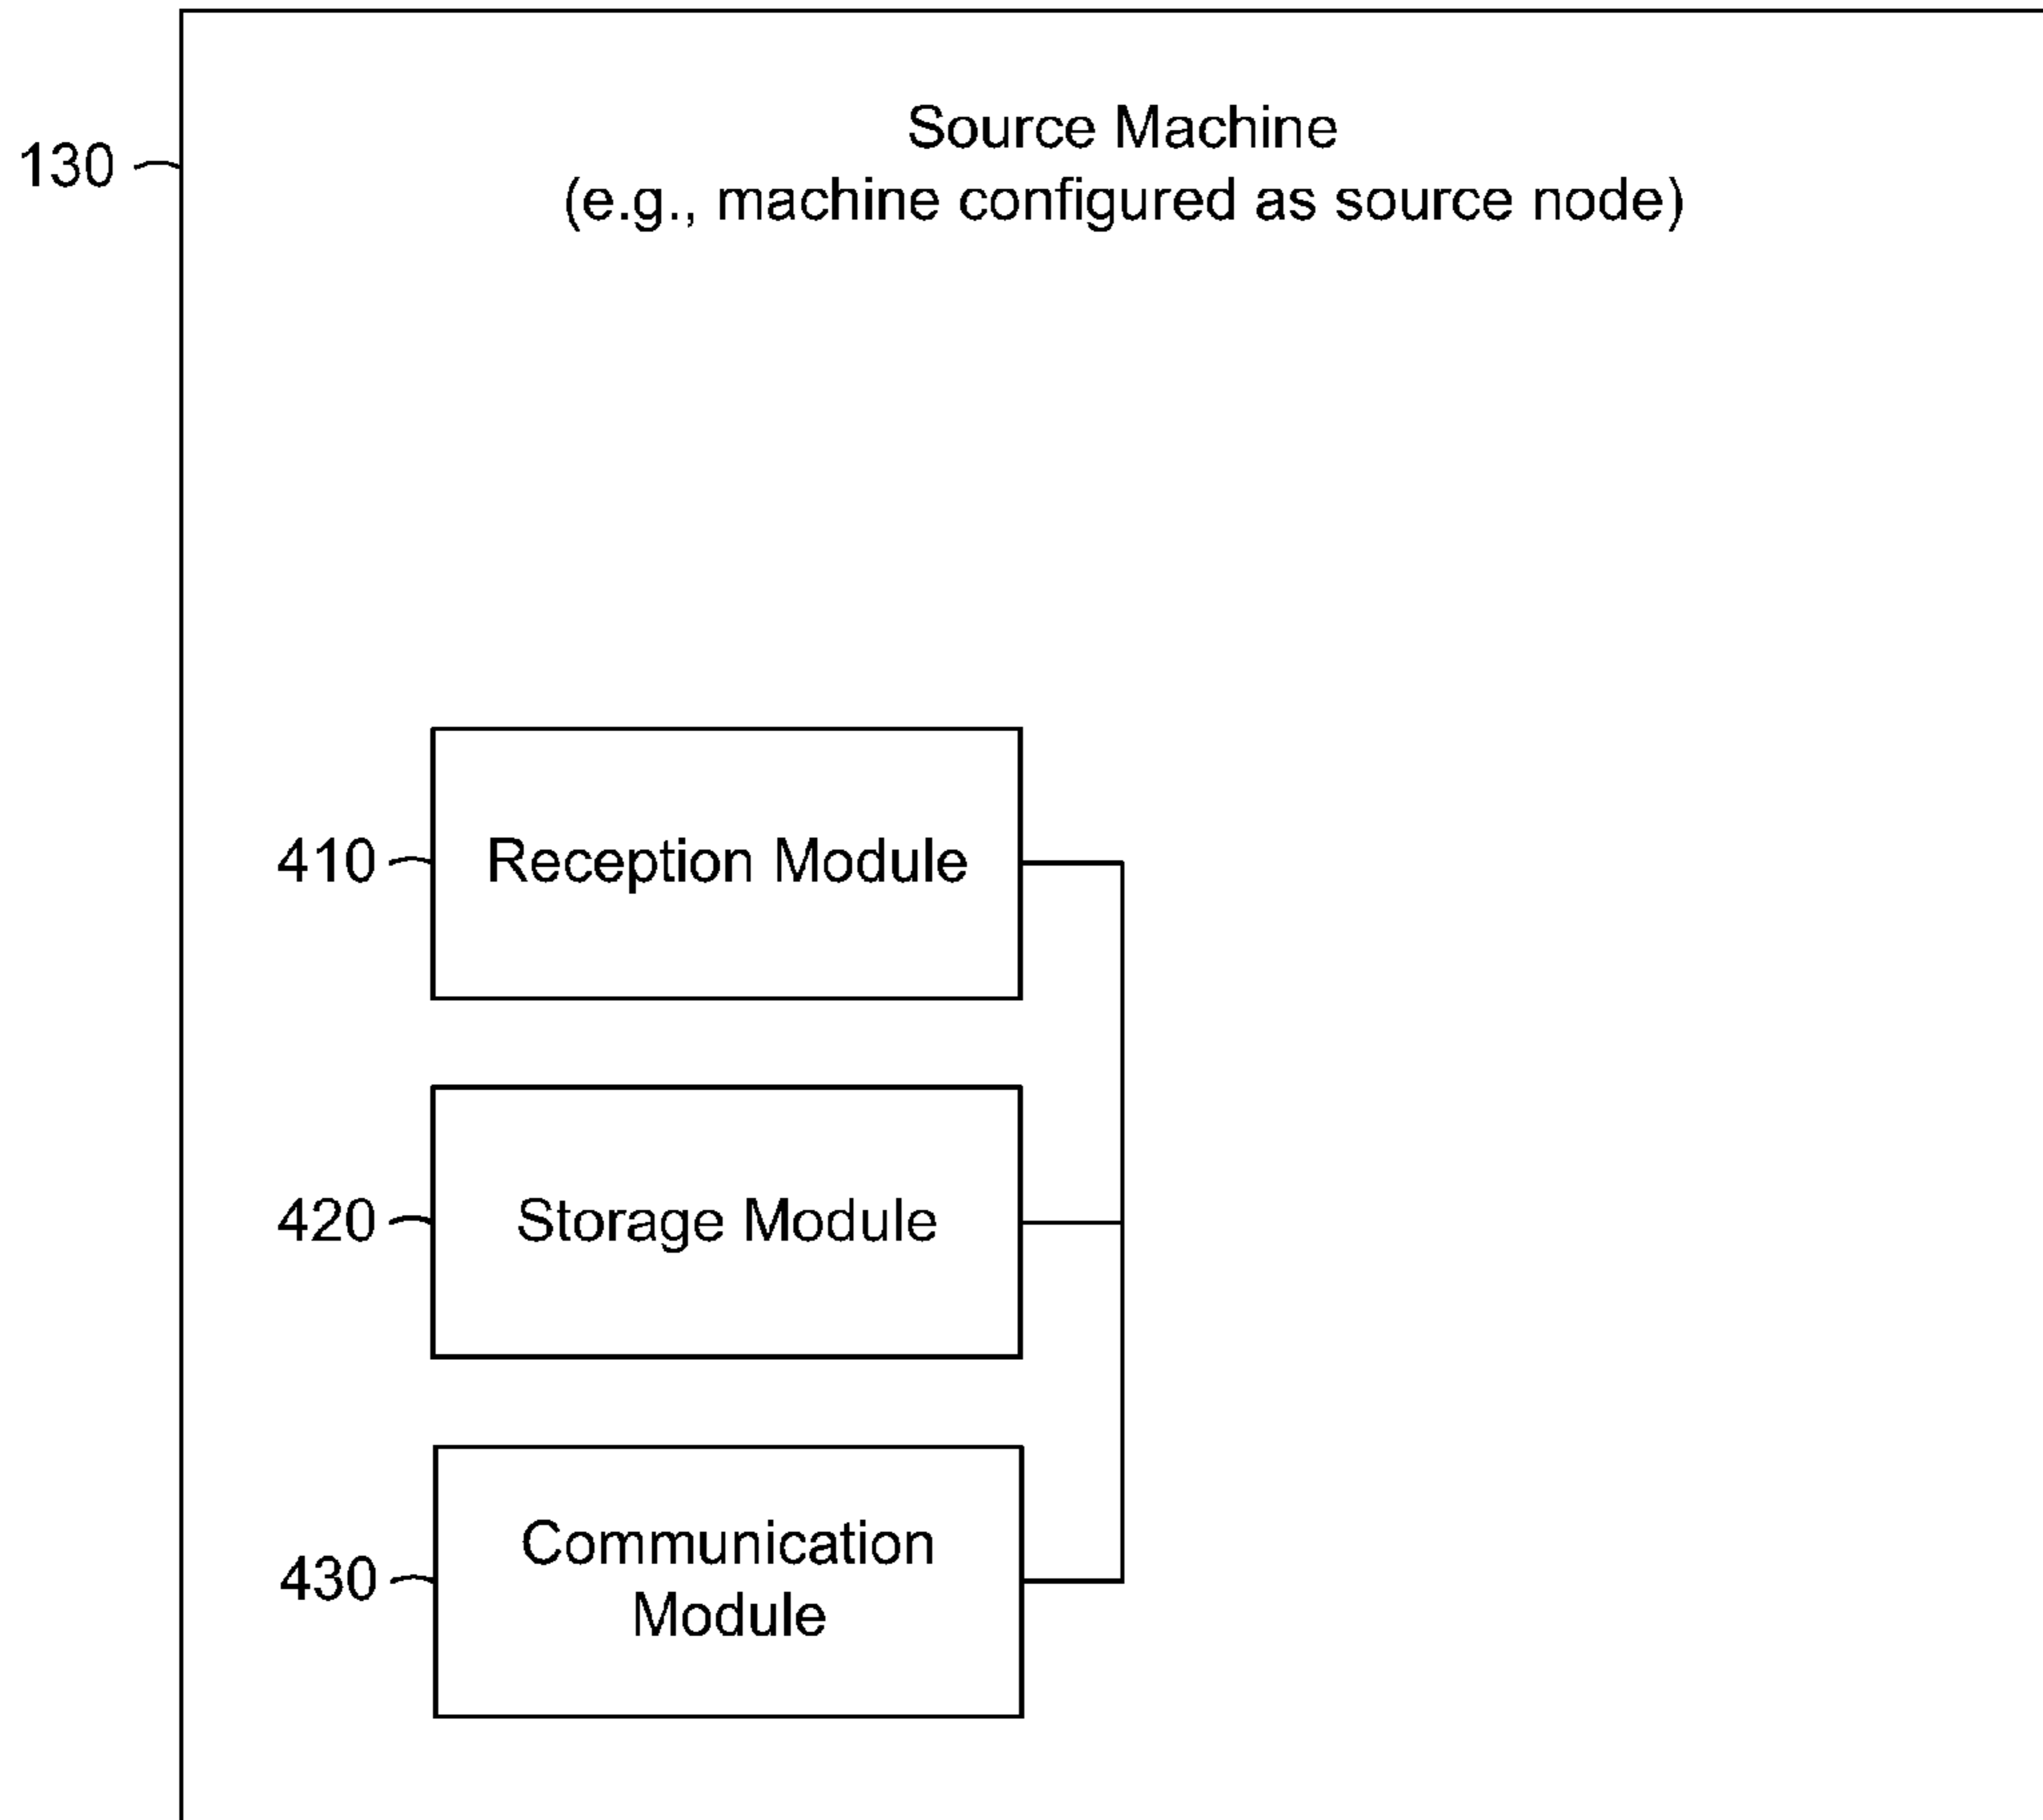 Source Machine
130
(e.g., machine configured as source node)
410
Reception Module
420
Storage Module
430
Communication
Module